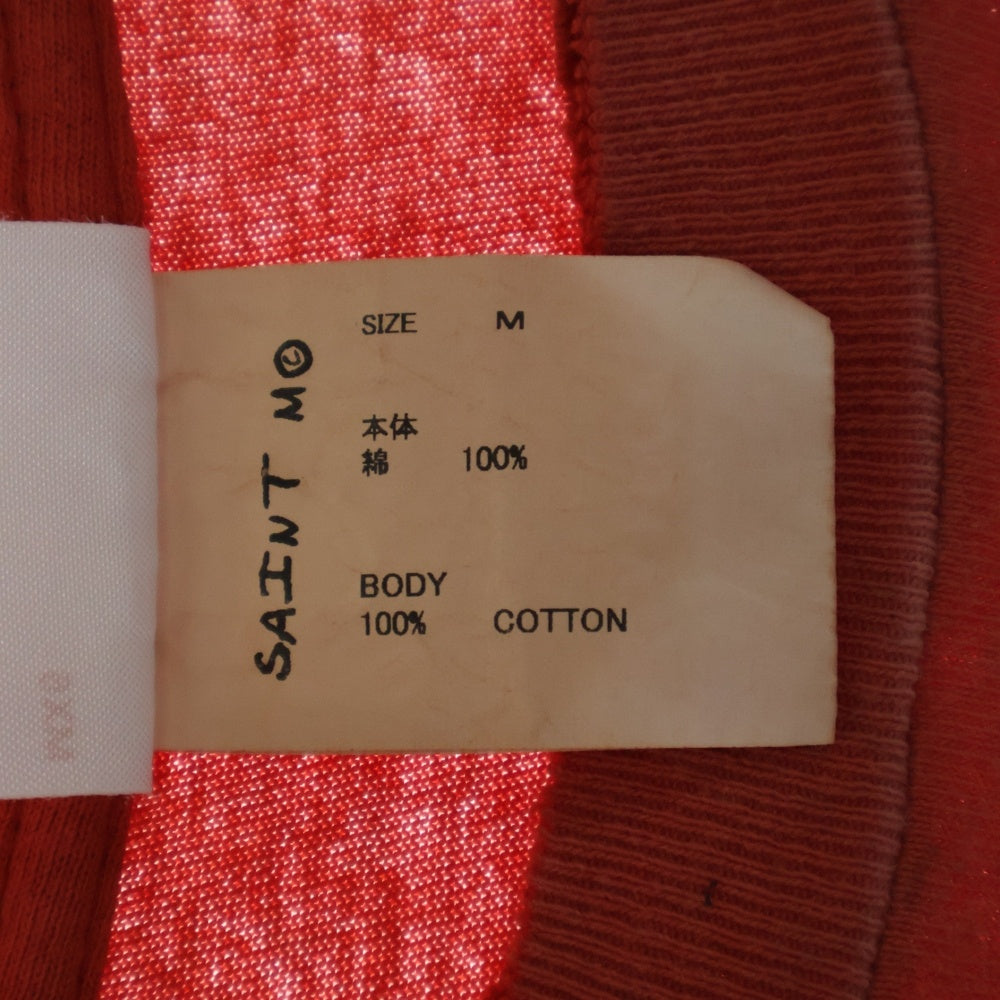 SAINT M©
SIZE M
本体
綿 100%
BODY
100% COTTON